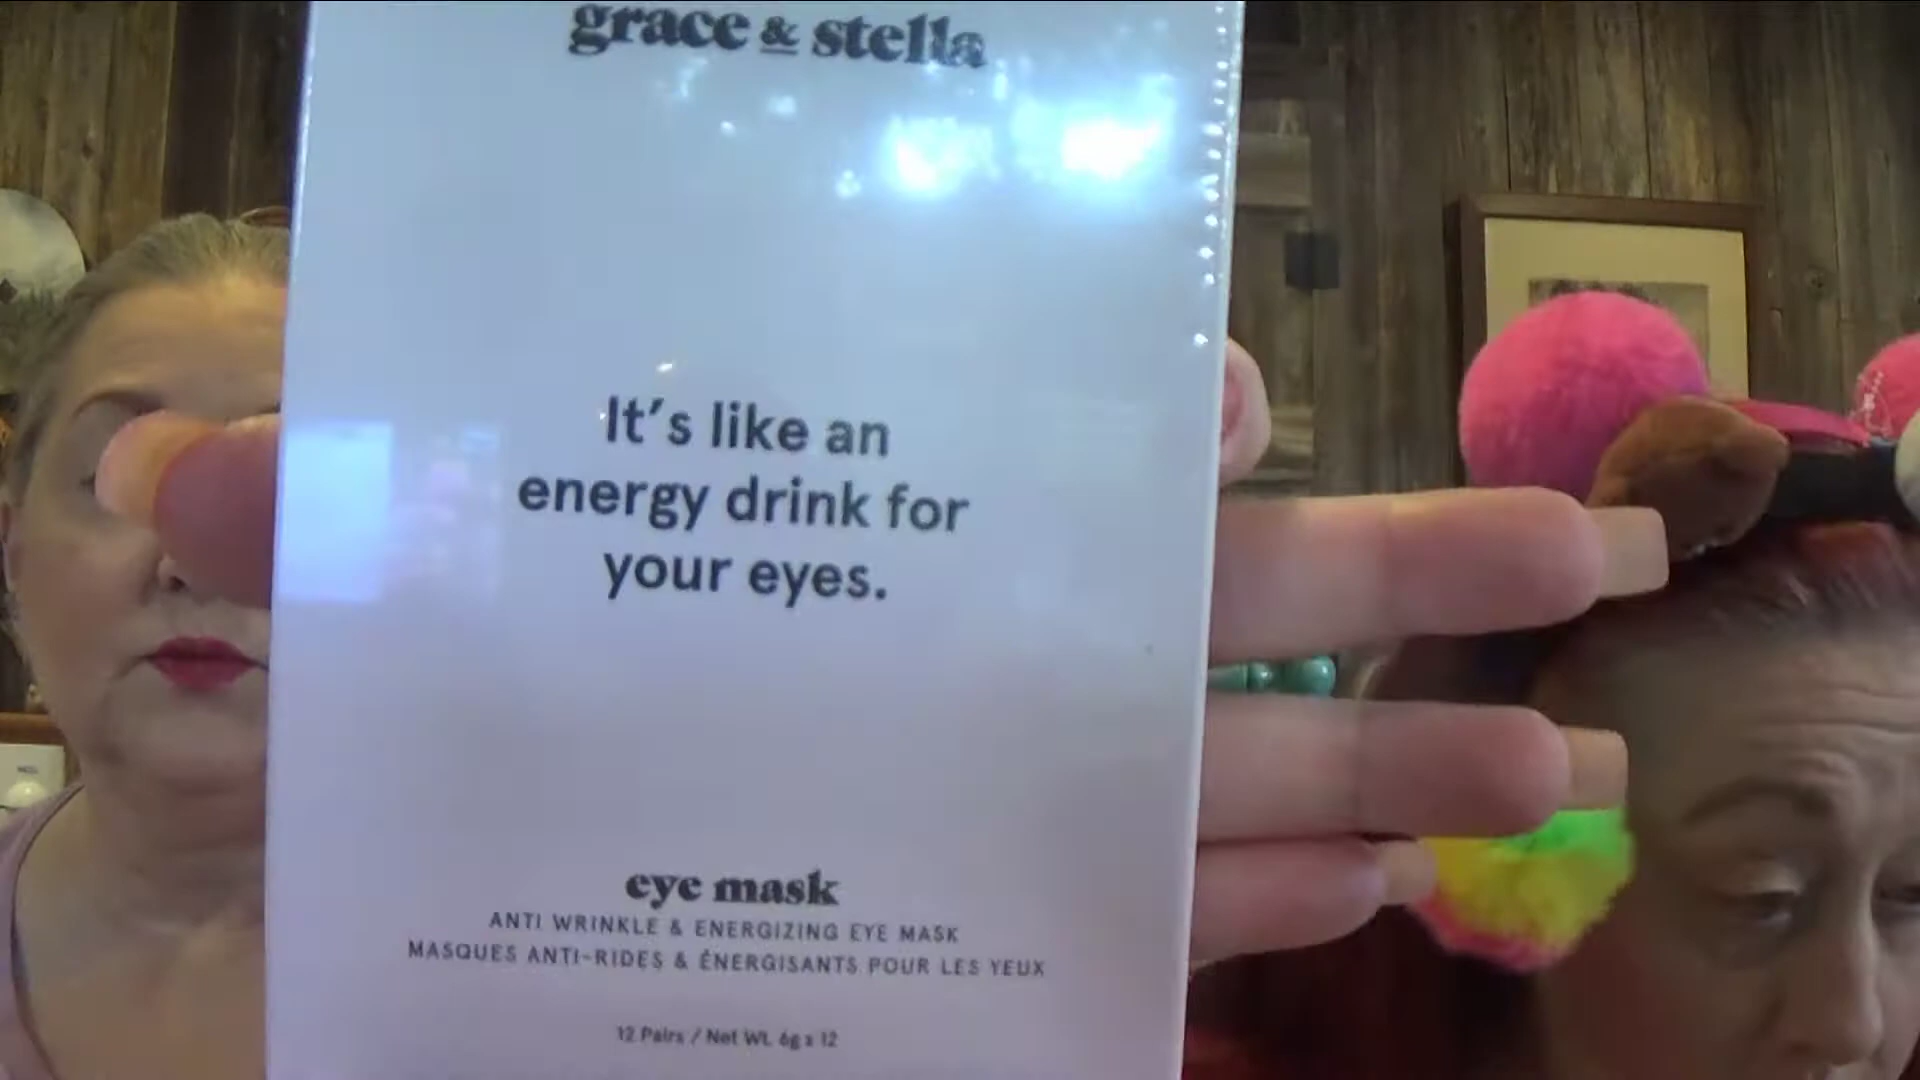 grace & stella
It's like an
energy drink for
your eyes.
eye mask
ANTI WRINKLE & ENERGIZING EYE MASK
MASQUES ANTI-RIDES & ÉNERGISANTS POUR LES YEUX
12 Pairs / Net Wt. 6g x 12